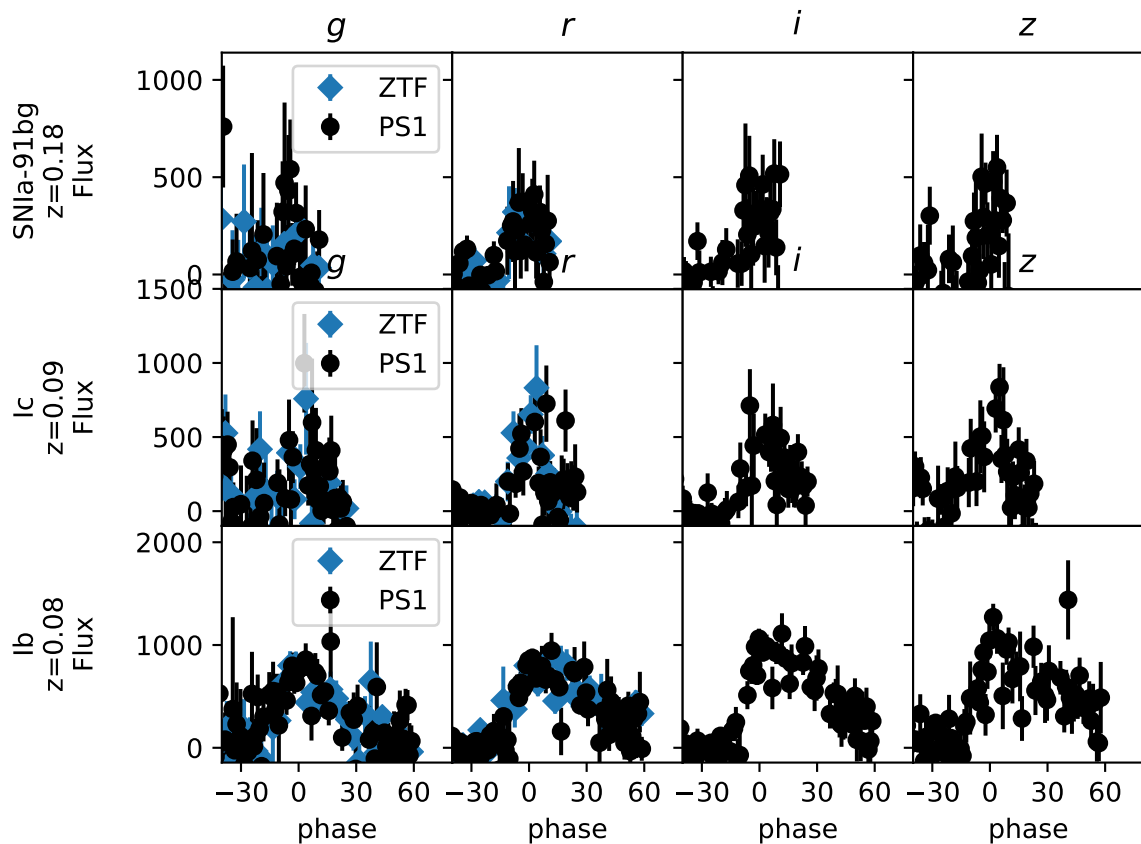 g r i z
SNIa-91bg
z=0.18
Flux
1000
500
0
ZTF
PS1
g r i z
Ic
z=0.09
Flux
1500
1000
500
0
ZTF
PS1
Ib
z=0.08
Flux
2000
1000
0
ZTF
PS1
−30 0 30 60 −30 0 30 60 −30 0 30 60 −30 0 30 60
phase phase phase phase